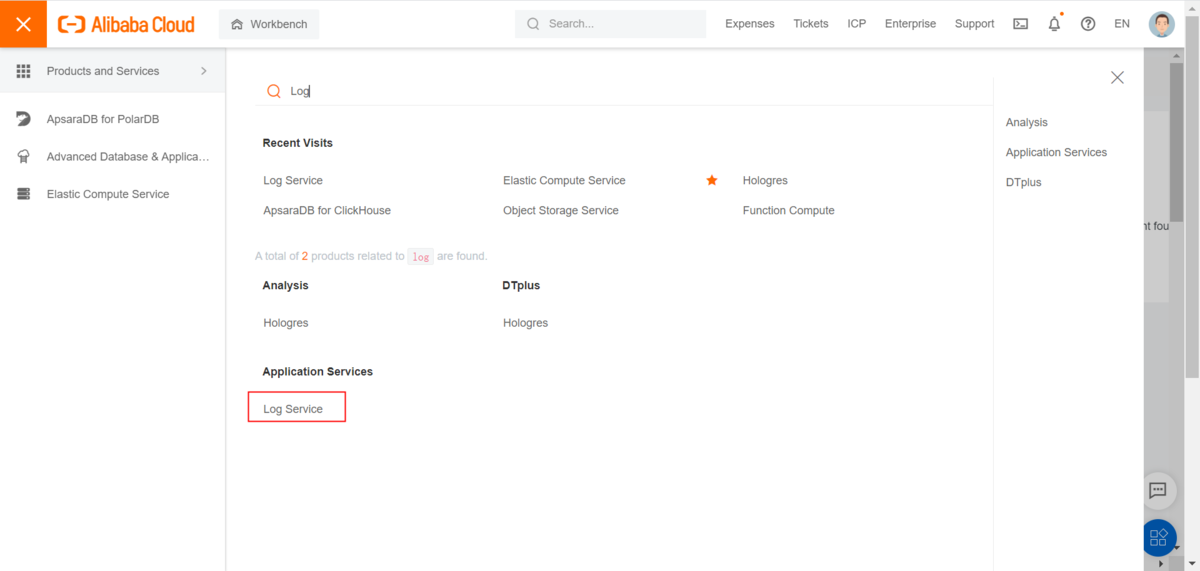 Alibaba Cloud
Workbench
Search...
Expenses
Tickets
ICP
Enterprise
Support
EN
Products and Services
ApsaraDB for PolarDB
Advanced Database & Applica...
Elastic Compute Service
Log
Recent Visits
Log Service
Elastic Compute Service
Hologres
ApsaraDB for ClickHouse
Object Storage Service
Function Compute
A total of 2 products related to log are found.
Analysis
DTplus
Hologres
Hologres
Application Services
Log Service
Analysis
Application Services
DTplus
nt fou